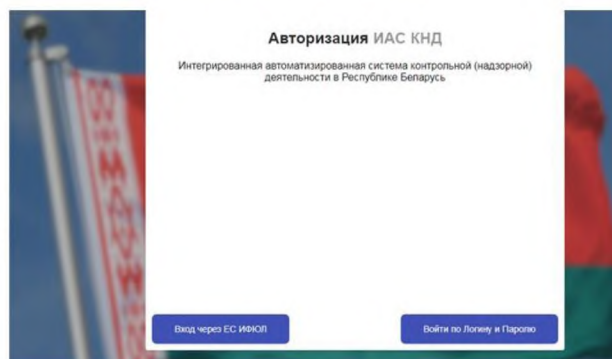 Авторизация ИАС КНД
Интегрированная автоматизированная система контрольной (надзорной)
деятельности в Республике Беларусь
Вход через ЕС ИФЮЛ
Войти по Логину и Паролю